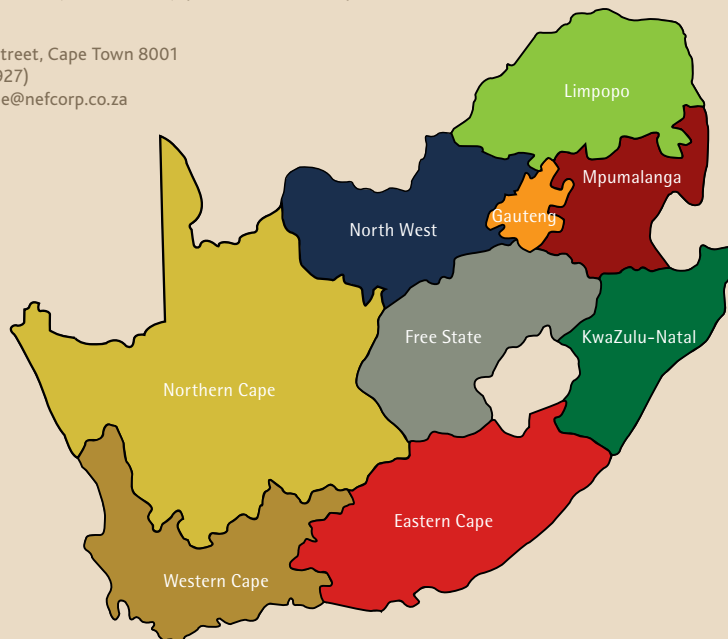 treet, Cape Town 8001
927)
e@nefcorp.co.za
Limpopo
Mpumalanga
Gauteng
North West
Free State
KwaZulu-Natal
Northern Cape
Eastern Cape
Western Cape